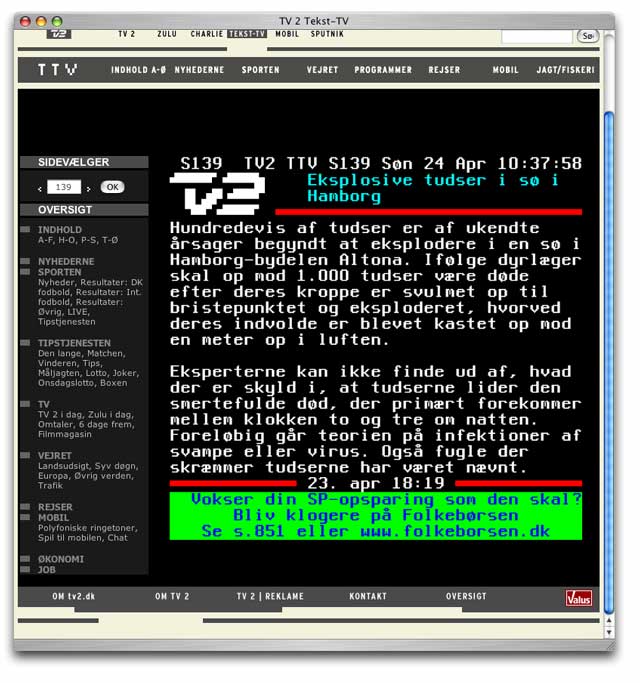 TV 2 Tekst-TV
TV2 TV 2 ZULU CHARLIE TEKST-TV MOBIL SPUTNIK Sø
TTV INDHOLD A-Ø NYHEDERNE SPORTEN VEJRET PROGRAMMER REJSER MOBIL JAGT/FISKERI
SIDEVÆLGER
‹ 139 › OK
OVERSIGT
INDHOLD
A-F, H-O, P-S, T-Ø
NYHEDERNE
SPORTEN
Nyheder, Resultater: DK
fodbold, Resultater: Int.
fodbold, Resultater:
Øvrig, LIVE,
Tipstjenesten
TIPSTJENESTEN
Den lange, Matchen,
Vinderen, Tips,
Måljagten, Lotto, Joker,
Onsdagslotto, Boxen
TV
TV 2 i dag, Zulu i dag,
Omtaler, 6 dage frem,
Filmmagasin
VEJRET
Landsudsigt, Syv døgn,
Europa, Øvrig verden,
Trafik
REJSER
MOBIL
Polyfoniske ringetoner,
Spil til mobilen, Chat
ØKONOMI
JOB
S139 TV2 TTV S139 Søn 24 Apr 10:37:58
TV2
Eksplosive tudser i sø i
Hamborg
Hundredevis af tudser er af ukendte
årsager begyndt at eksplodere i en sø i
Hamborg-bydelen Altona. Ifølge dyrlæger
skal op mod 1.000 tudser være døde
efter deres kroppe er svulmet op til
bristepunktet og eksploderet, hvorved
deres indvolde er blevet kastet op mod
en meter op i luften.
Eksperterne kan ikke finde ud af, hvad
der er skyld i, at tudserne lider den
smertefulde død, der primært forekommer
mellem klokken to og tre om natten.
Foreløbig går teorien på infektioner af
svampe eller virus. Også fugle der
skræmmer tudserne har været nævnt.
23. apr 18:19
Vokser din SP-opsparing som den skal?
Bliv klogere på Folkebørsen
Se s.851 eller www.folkeborsen.dk
OM tv2.dk OM TV 2 TV 2 | REKLAME KONTAKT OVERSIGT Valus